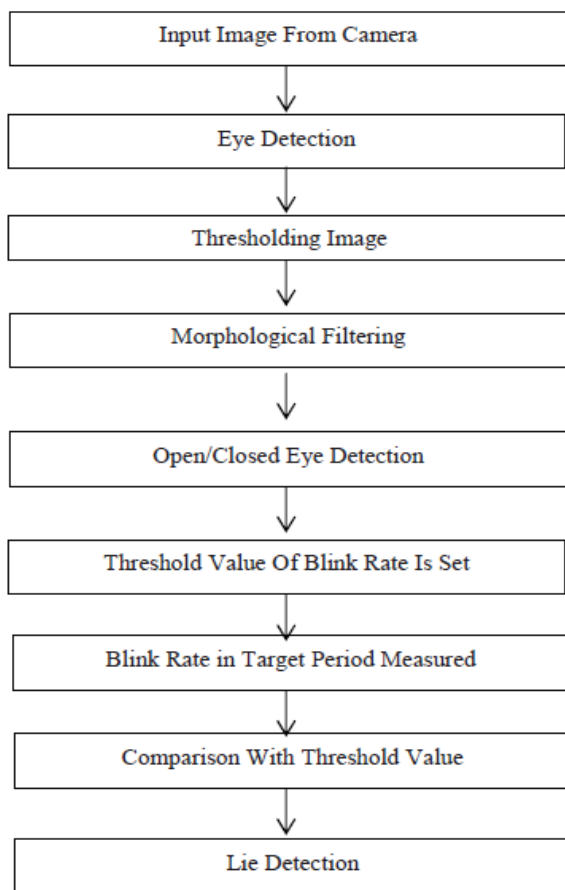 Input Image From Camera
Eye Detection
Thresholding Image
Morphological Filtering
Open/Closed Eye Detection
Threshold Value Of Blink Rate Is Set
Blink Rate in Target Period Measured
Comparison With Threshold Value
Lie Detection